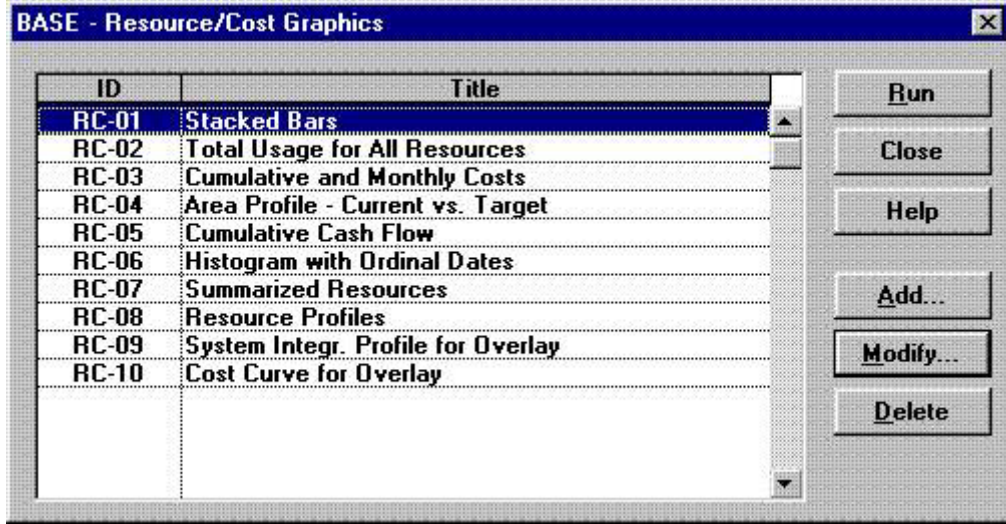 BASE - Resource/Cost Graphics
ID Title
RC-01 Stacked Bars
RC-02 Total Usage for All Resources
RC-03 Cumulative and Monthly Costs
RC-04 Area Profile - Current vs. Target
RC-05 Cumulative Cash Flow
RC-06 Histogram with Ordinal Dates
RC-07 Summarized Resources
RC-08 Resource Profiles
RC-09 System Integr. Profile for Overlay
RC-10 Cost Curve for Overlay
Run
Close
Help
Add...
Modify...
Delete